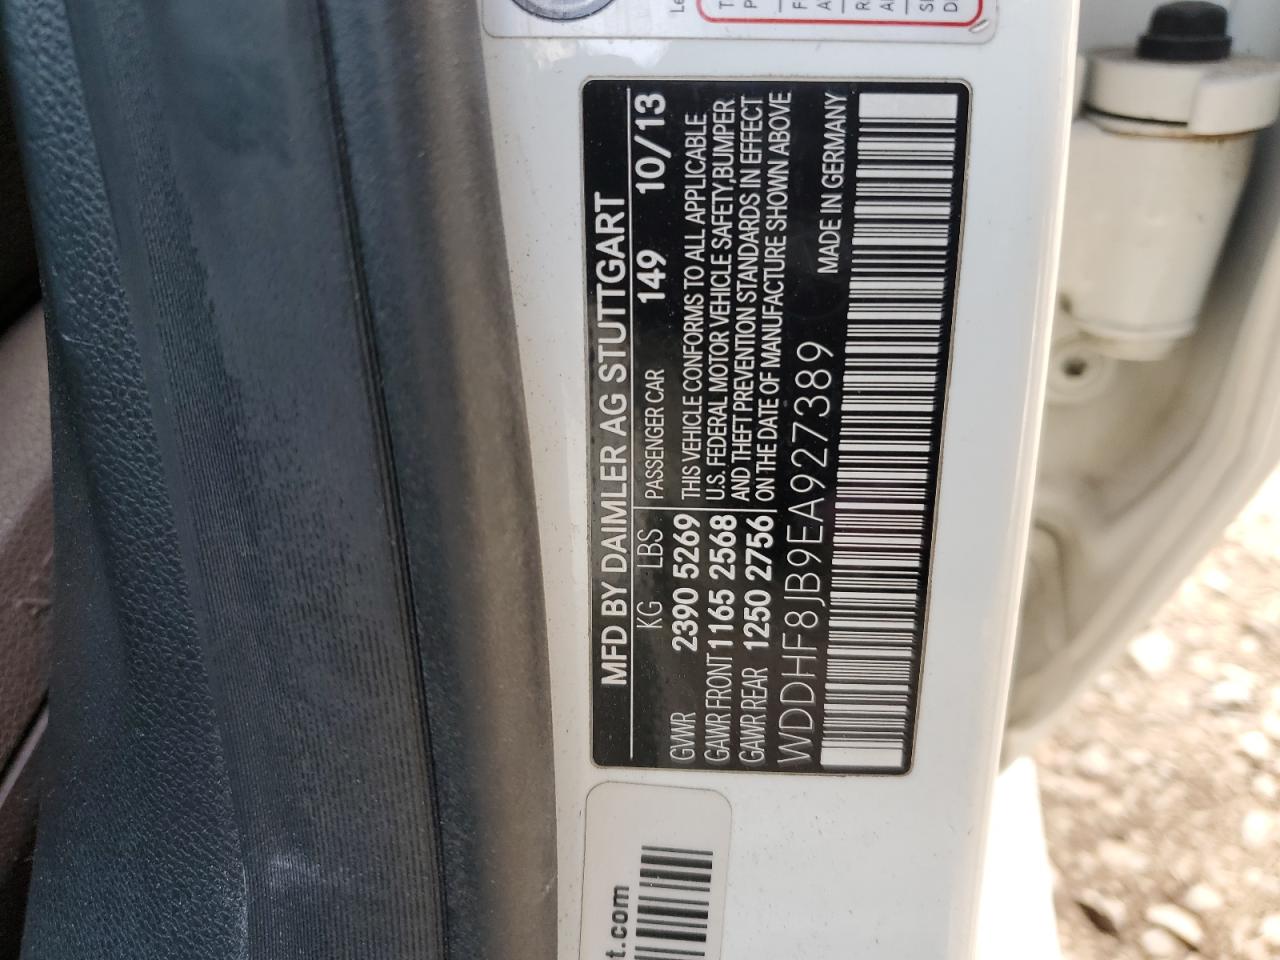 MFD BY DAIMLER AG STUTTGART
KG LBS PASSENGER CAR 149 10/13
GVWR 2390 5269
GAWR FRONT 1165 2568
GAWR REAR 1250 2756
THIS VEHICLE CONFORMS TO ALL APPLICABLE
U.S. FEDERAL MOTOR VEHICLE SAFETY,BUMPER
AND THEFT PREVENTION STANDARDS IN EFFECT
ON THE DATE OF MANUFACTURE SHOWN ABOVE
WDDHF8JB9EA927389 MADE IN GERMANY
t.com